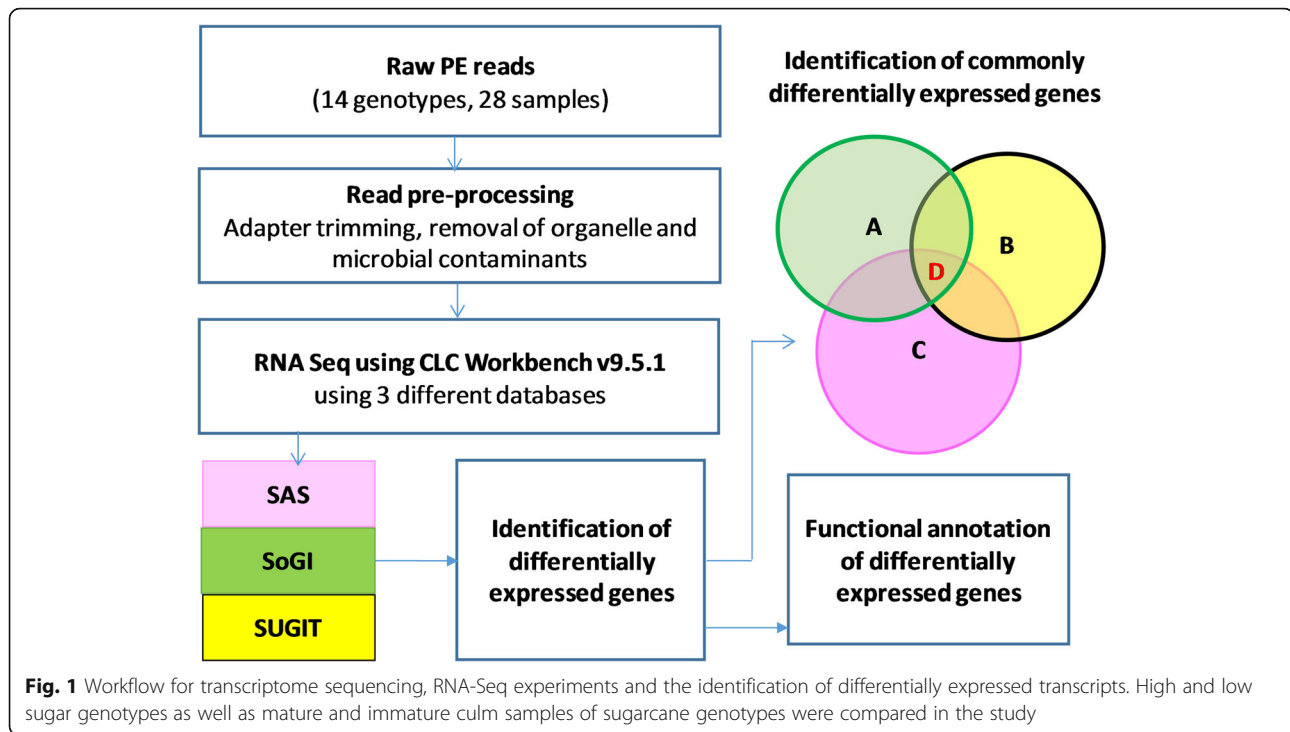 Raw PE reads
(14 genotypes, 28 samples)
Read pre-processing
Adapter trimming, removal of organelle and
microbial contaminants
RNA Seq using CLC Workbench v9.5.1
using 3 different databases
SAS
SoGI
SUGIT
Identification of
differentially
expressed genes
Identification of commonly
differentially expressed genes
A
B
D
C
Functional annotation
of differentially
expressed genes
Fig. 1 Workflow for transcriptome sequencing, RNA-Seq experiments and the identification of differentially expressed transcripts. High and low
sugar genotypes as well as mature and immature culm samples of sugarcane genotypes were compared in the study